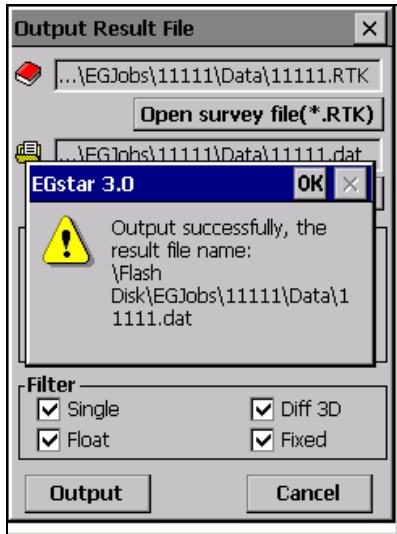 Output Result File
...\EGJobs\11111\Data\11111.RTK
Open survey file(*.RTK)
...\EGJobs\11111\Data\11111.dat
EGstar 3.0 OK
Output successfully, the
result file name:
\Flash
Disk\EGJobs\11111\Data\1
1111.dat
Filter
Single Diff 3D
Float Fixed
Output Cancel